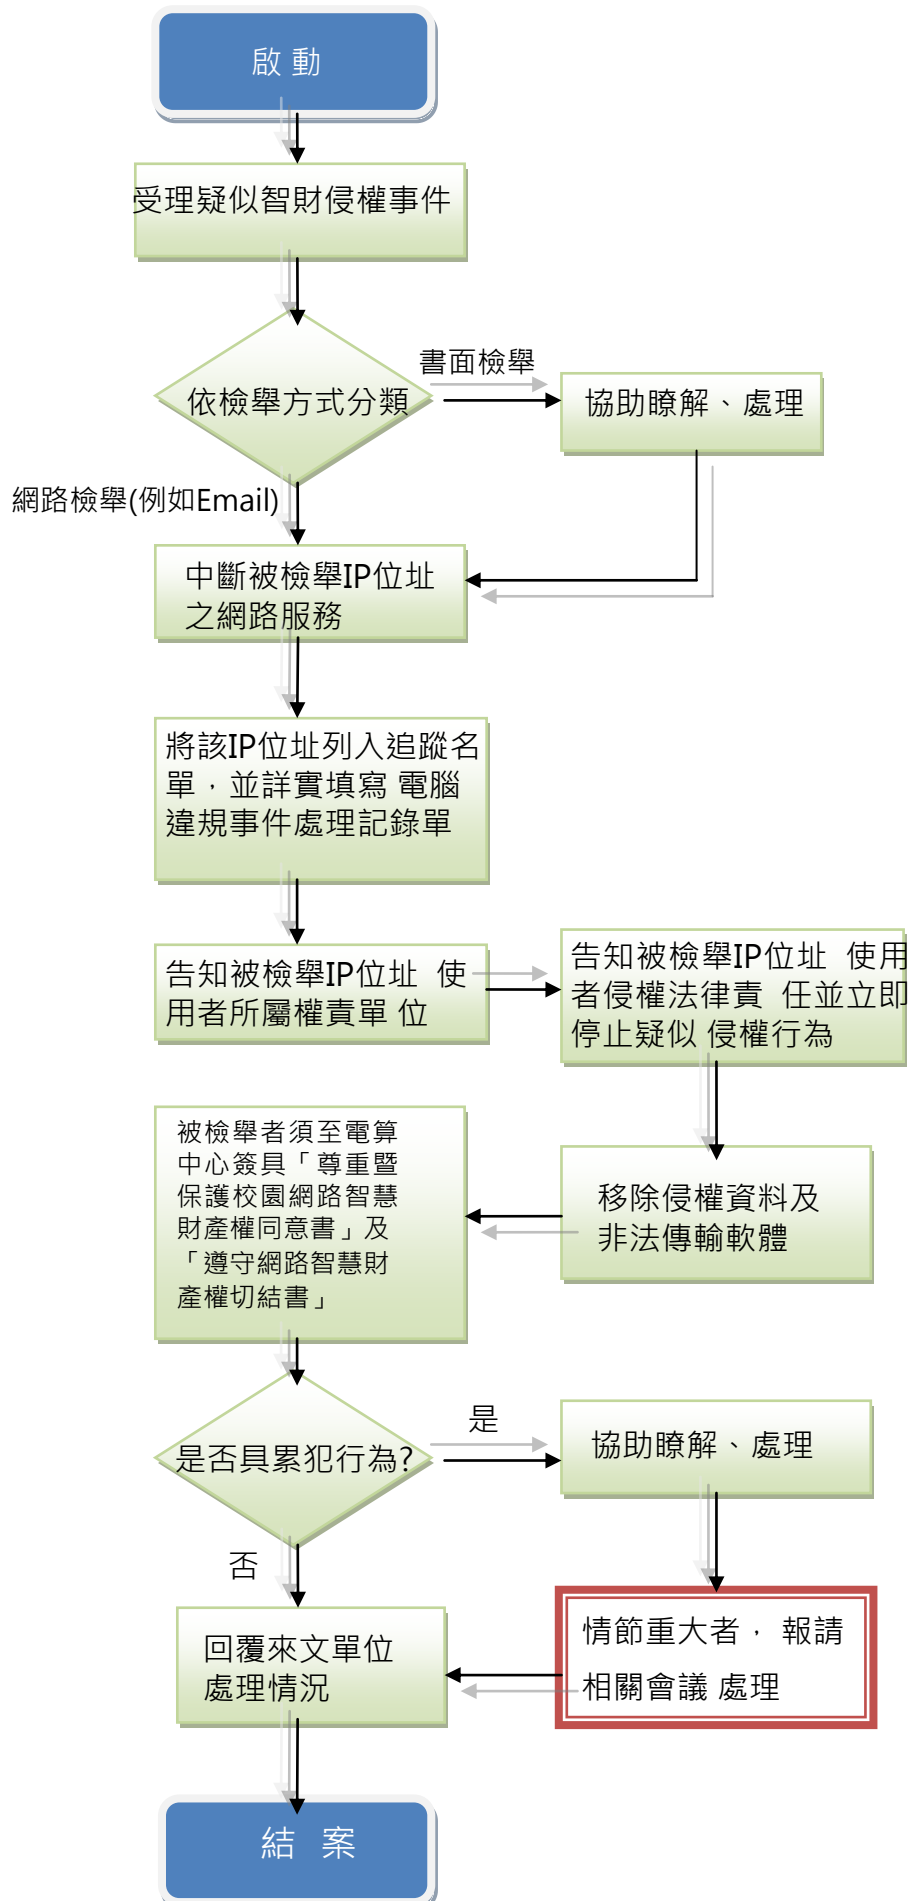 啟 動
受理疑似智財侵權事件
書面檢舉
依檢舉方式分類
協助瞭解、處理
網路檢舉(例如Email)
中斷被檢舉IP位址
之網路服務
將該IP位址列入追蹤名
單，並詳實填寫 電腦
違規事件處理記錄單
告知被檢舉IP位址 使
用者所屬權責單 位
告知被檢舉IP位址 使用
者侵權法律責 任並立即
停止疑似 侵權行為
移除侵權資料及
非法傳輸軟體
被檢舉者須至電算
中心簽具「尊重暨
保護校園網路智慧
財產權同意書」及
「遵守網路智慧財
產權切結書」
是否具累犯行為?
是
協助瞭解、處理
否
情節重大者， 報請
相關會議 處理
回覆來文單位
處理情況
結 案